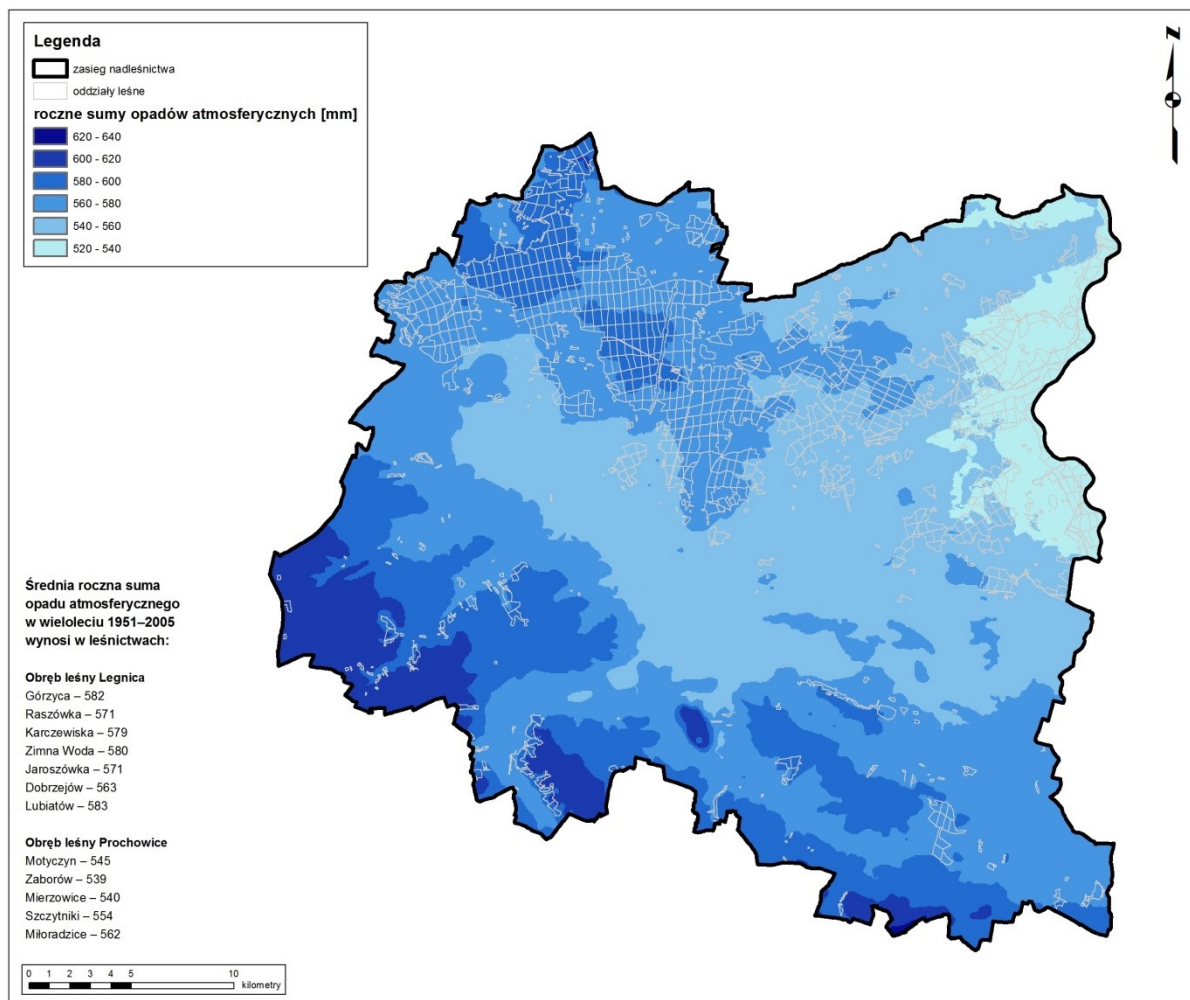 Legenda
zasięg nadleśnictwa
oddziały leśne
roczne sumy opadów atmosferycznych [mm]
620 - 640
600 - 620
580 - 600
560 - 580
540 - 560
520 - 540
N
Średnia roczna suma
opadu atmosferycznego
w wieloleciu 1951–2005
wynosi w leśnictwach:
Obręb leśny Legnica
Górzyca – 582
Raszówka – 571
Karczewiska – 579
Zimna Woda – 580
Jaroszówka – 571
Dobrzejów – 563
Lubiatów – 583
Obręb leśny Prochowice
Motyczyn – 545
Zaborów – 539
Mierzowice – 540
Szczytniki – 554
Miłoradzice – 562
0 1 2 3 4 5 10
kilometry